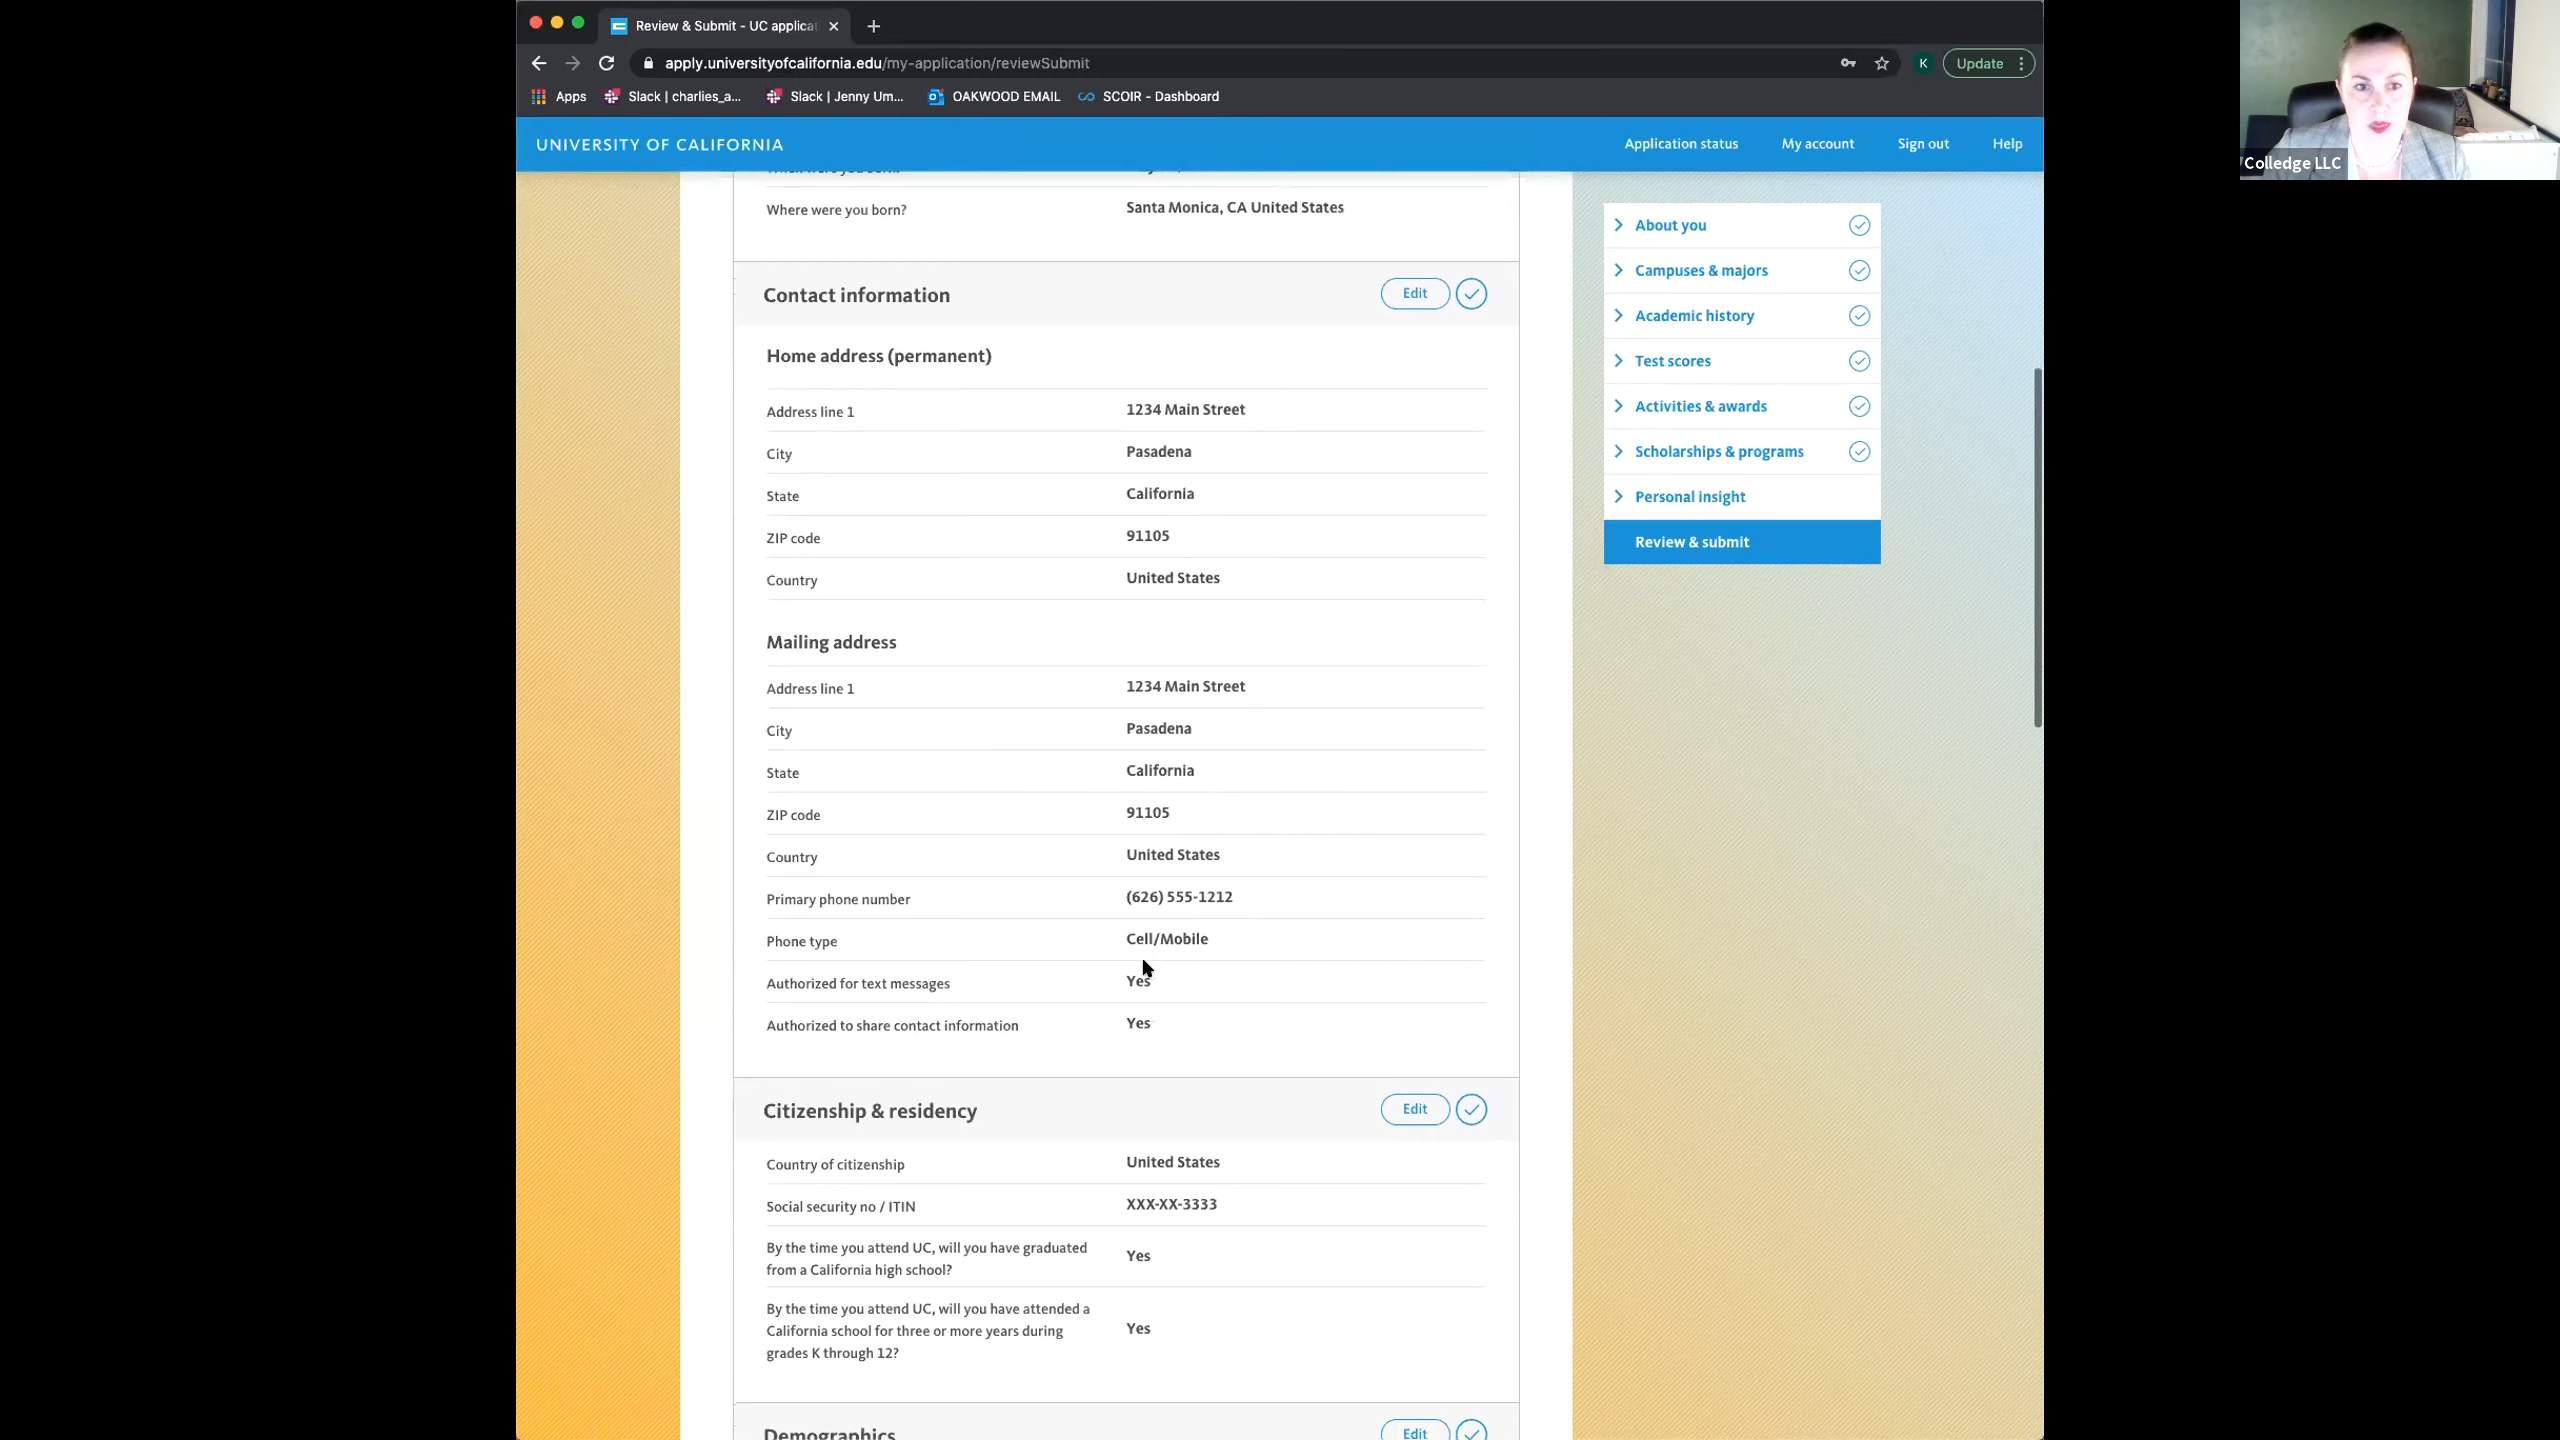 Review & Submit - UC applica
apply.universityofcalifornia.edu/my-application/reviewSubmit
K
Update
Apps
Slack | charlies_a...
Slack | Jenny Um...
OAKWOOD EMAIL
SCOIR - Dashboard
Colledge LLC
UNIVERSITY OF CALIFORNIA
Application status
My account
Sign out
Help
Where were you born? Santa Monica, CA United States
Contact information
Edit
Home address (permanent)
Address line 1 1234 Main Street
City Pasadena
State California
ZIP code 91105
Country United States
Mailing address
Address line 1 1234 Main Street
City Pasadena
State California
ZIP code 91105
Country United States
Primary phone number (626) 555-1212
Phone type Cell/Mobile
Authorized for text messages Yes
Authorized to share contact information Yes
Citizenship & residency
Edit
Country of citizenship United States
Social security no / ITIN XXX-XX-3333
By the time you attend UC, will you have graduated
from a California high school?
Yes
By the time you attend UC, will you have attended a
California school for three or more years during
grades K through 12?
Yes
Demographics
Edit
About you
Campuses & majors
Academic history
Test scores
Activities & awards
Scholarships & programs
Personal insight
Review & submit